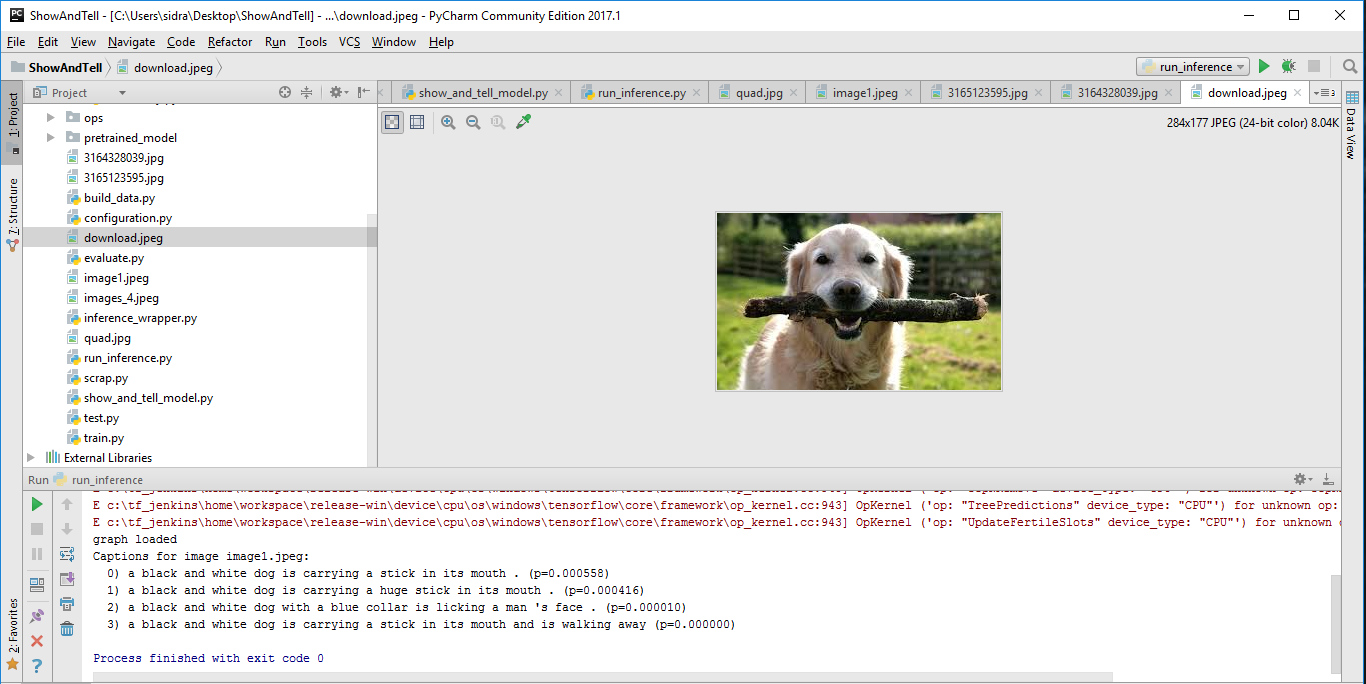 ShowAndTell - [C:\Users\sidra\Desktop\ShowAndTell] - ...\download.jpeg - PyCharm Community Edition 2017.1
File Edit View Navigate Code Refactor Run Tools VCS Window Help
ShowAndTell download.jpeg run_inference
1: Project
7: Structure
2: Favorites
Data View
Project
show_and_tell_model.py run_inference.py quad.jpg image1.jpeg 3165123595.jpg 3164328039.jpg download.jpeg
284x177 JPEG (24-bit color) 8.04K
ops
pretrained_model
3164328039.jpg
3165123595.jpg
build_data.py
configuration.py
download.jpeg
evaluate.py
image1.jpeg
images_4.jpeg
inference_wrapper.py
quad.jpg
run_inference.py
scrap.py
show_and_tell_model.py
test.py
train.py
External Libraries
Run run_inference
E c:\tf_jenkins\home\workspace\release-win\device\cpu\os\windows\tensorflow\core\framework\op_kernel.cc:943] OpKernel ('op: "TreePredictions" device_type: "CPU"') for unknown op:
E c:\tf_jenkins\home\workspace\release-win\device\cpu\os\windows\tensorflow\core\framework\op_kernel.cc:943] OpKernel ('op: "UpdateFertileSlots" device_type: "CPU"') for unknown
graph loaded
Captions for image image1.jpeg:
0) a black and white dog is carrying a stick in its mouth . (p=0.000558)
1) a black and white dog is carrying a huge stick in its mouth . (p=0.000416)
2) a black and white dog with a blue collar is licking a man 's face . (p=0.000010)
3) a black and white dog is carrying a stick in its mouth and is walking away (p=0.000000)
Process finished with exit code 0